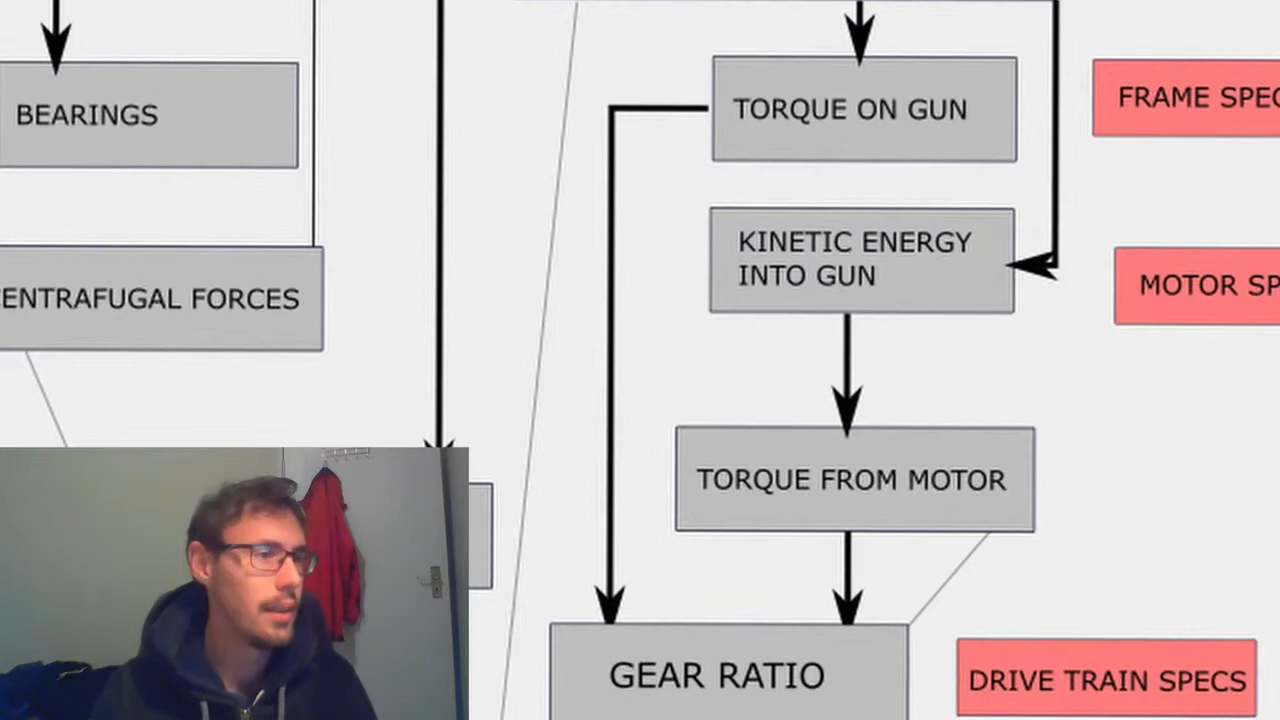 BEARINGS
TORQUE ON GUN
FRAME SPEC
KINETIC ENERGY
INTO GUN
MOTOR SP
ENTRAFUGAL FORCES
TORQUE FROM MOTOR
GEAR RATIO
DRIVE TRAIN SPECS